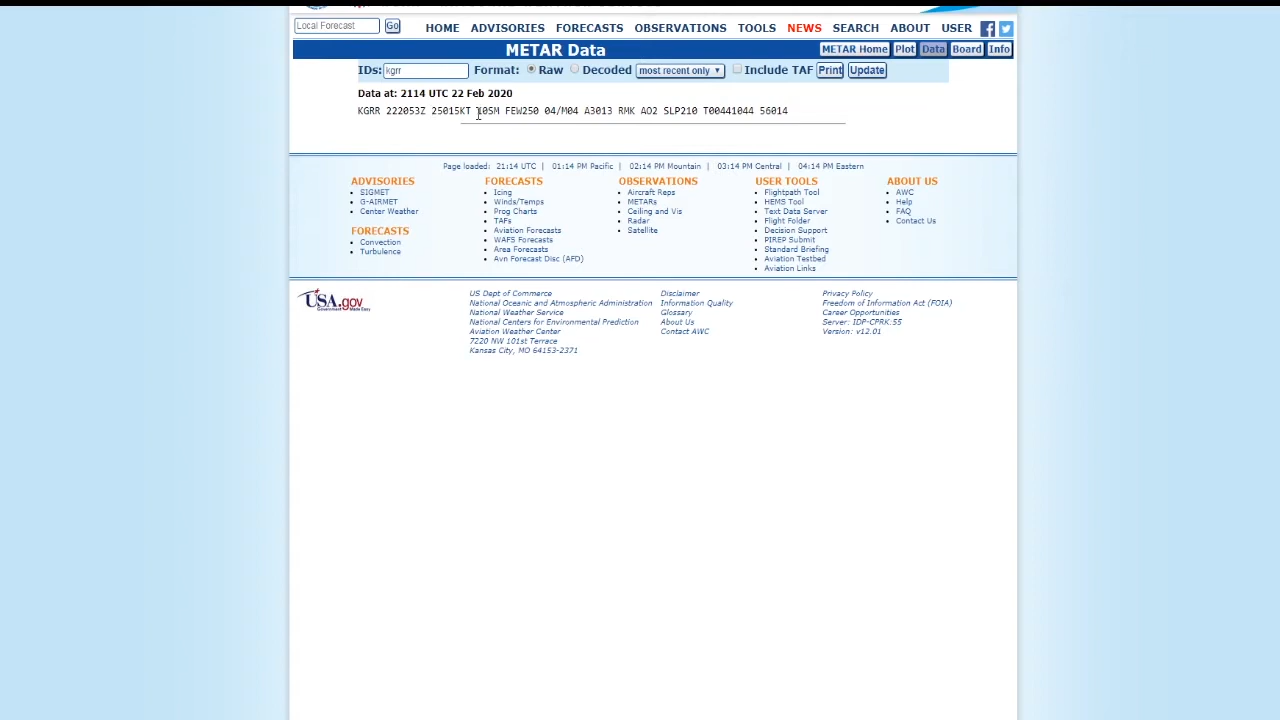 Local Forecast Go HOME ADVISORIES FORECASTS OBSERVATIONS TOOLS NEWS SEARCH ABOUT USER
METAR Data METAR Home Plot Data Board Info
IDs: kgrr Format: Raw Decoded most recent only Include TAF Print Update
Data at: 2114 UTC 22 Feb 2020
KGRR 222053Z 25015KT 10SM FEW250 04/M04 A3013 RMK AO2 SLP210 T00441044 56014
Page loaded: 21:14 UTC | 01:14 PM Pacific | 02:14 PM Mountain | 03:14 PM Central | 04:14 PM Eastern
ADVISORIES
SIGMET
G-AIRMET
Center Weather
FORECASTS
Convection
Turbulence
FORECASTS
Icing
Winds/Temps
Prog Charts
TAFs
Aviation Forecasts
WAFS Forecasts
Area Forecasts
Avn Forecast Disc (AFD)
OBSERVATIONS
Aircraft Reps
METARs
Ceiling and Vis
Radar
Satellite
USER TOOLS
Flightpath Tool
HEMS Tool
Text Data Server
Flight Folder
Decision Support
PIREP Submit
Standard Briefing
Aviation Testbed
Aviation Links
ABOUT US
AWC
Help
FAQ
Contact Us
USA.gov
Government Made Easy
US Dept of Commerce
National Oceanic and Atmospheric Administration
National Weather Service
National Centers for Environmental Prediction
Aviation Weather Center
7220 NW 101st Terrace
Kansas City, MO 64153-2371
Disclaimer
Information Quality
Glossary
About Us
Contact AWC
Privacy Policy
Freedom of Information Act (FOIA)
Career Opportunities
Server: IDP-CPRK:55
Version: v12.01